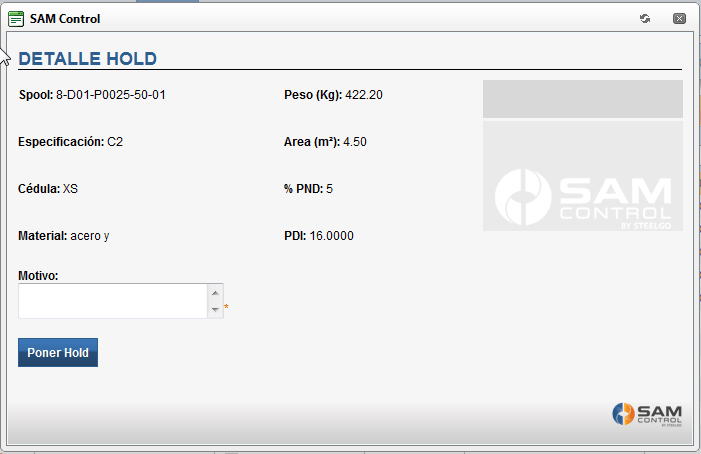 SAM Control
DETALLE HOLD
Spool: 8-D01-P0025-50-01 Peso (Kg): 422.20
Especificación: C2 Area (m²): 4.50
Cédula: XS % PND: 5
Material: acero y PDI: 16.0000
SAM
CONTROL
BY STEELGO
Motivo:
*
Poner Hold
SAM
CONTROL
BY STEELGO